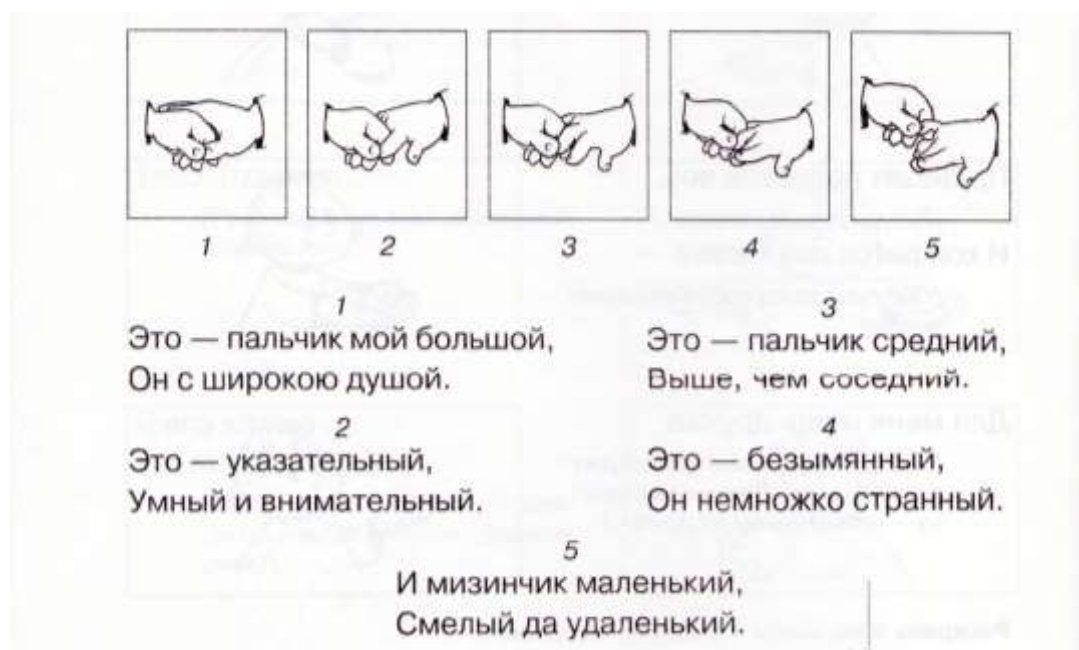 1 2 3 4 5
1
Это — пальчик мой большой,
Он с широкою душой.
2
Это — указательный,
Умный и внимательный.
3
Это — пальчик средний,
Выше, чем соседний.
4
Это — безымянный,
Он немножко странный.
5
И мизинчик маленький,
Смелый да удаленький.